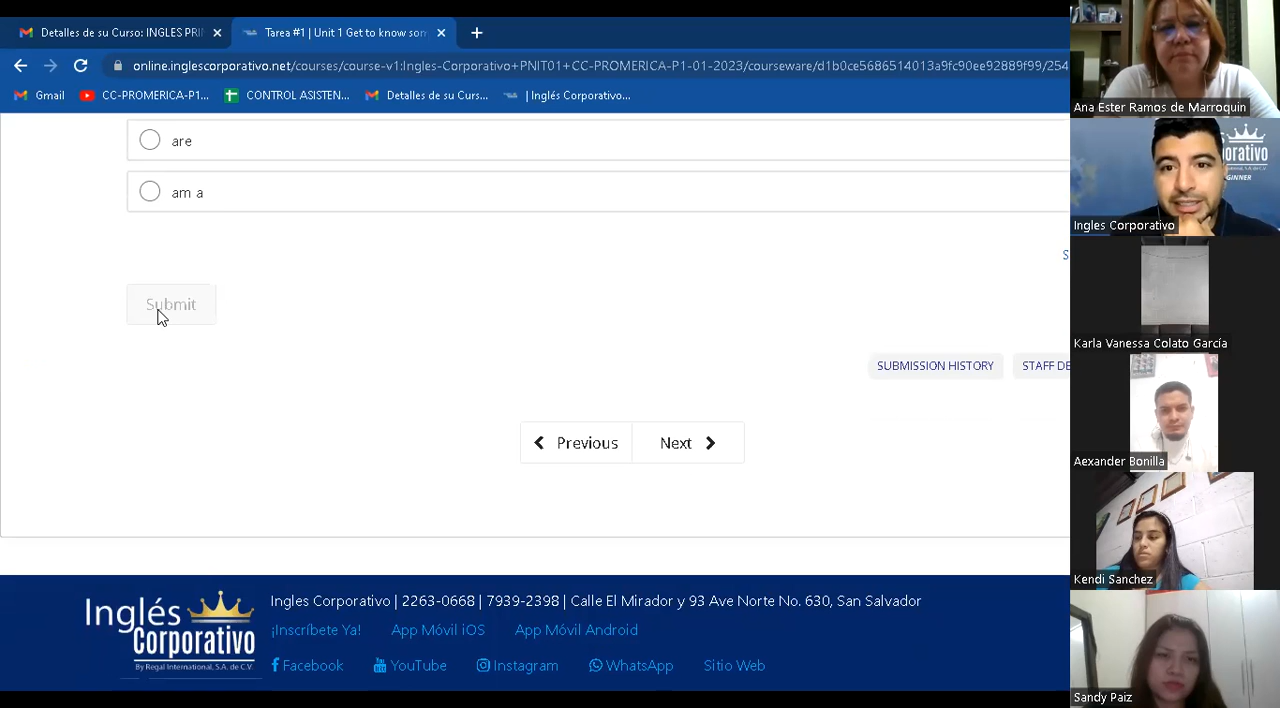 Detalles de su Curso: INGLES PRI
Tarea #1 | Unit 1 Get to know som
online.inglescorporativo.net/courses/course-v1:Ingles-Corporativo+PNIT01+CC-PROMERICA-P1-01-2023/courseware/d1b0ce5686514013a9fc90ee92889f99/254
Gmail
CC-PROMERICA-P1...
CONTROL ASISTEN...
Detalles de su Curs...
| Inglés Corporativo...
are
am a
S
Submit
SUBMISSION HISTORY
STAFF DE
Previous
Next
Inglés Corporativo
By Regal International, S.A. de C.V.
Ingles Corporativo | 2263-0668 | 7939-2398 | Calle El Mirador y 93 Ave Norte No. 630, San Salvador
¡Inscríbete Ya! App Móvil iOS App Móvil Android
Facebook YouTube Instagram WhatsApp Sitio Web
Ana Ester Ramos de Marroquin
orativo
GINNER
Ingles Corporativo
Karla Vanessa Colato García
Aexander Bonilla
Kendi Sanchez
Sandy Paiz